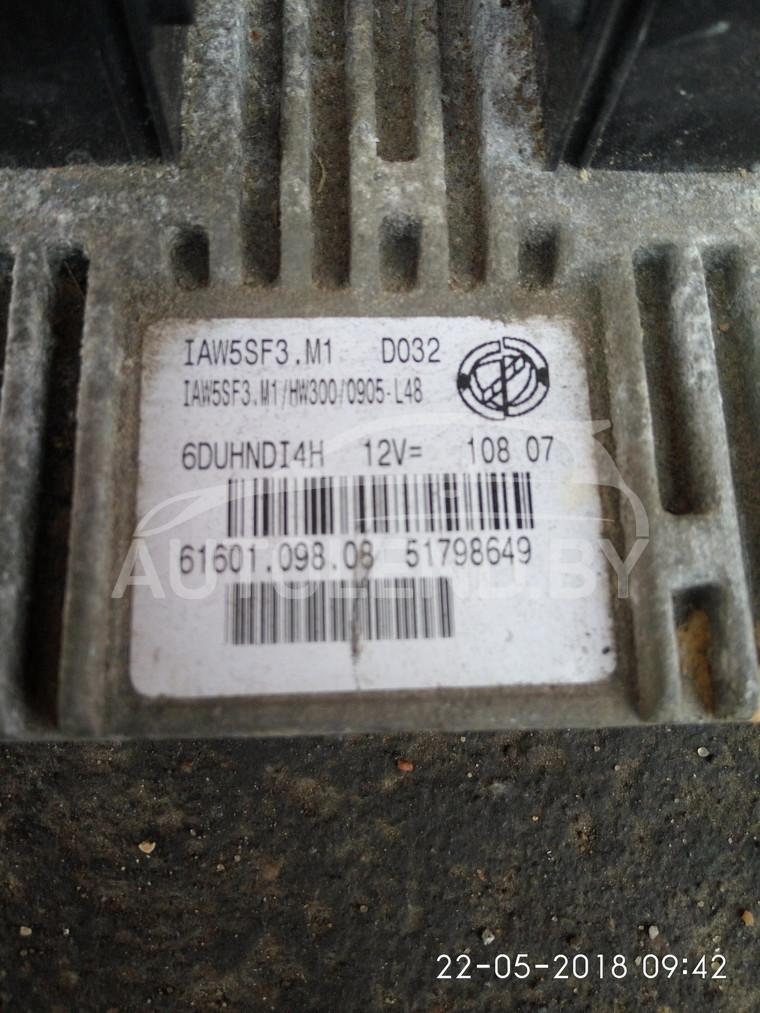 IAW5SF3.M1 D032
IAW5SF3.M1/HW300/0905-L48
6DUHNDI4H 12V= 108 07
61601.098.08 51798649
AUTOLEND.BY
22-05-2018 09:42